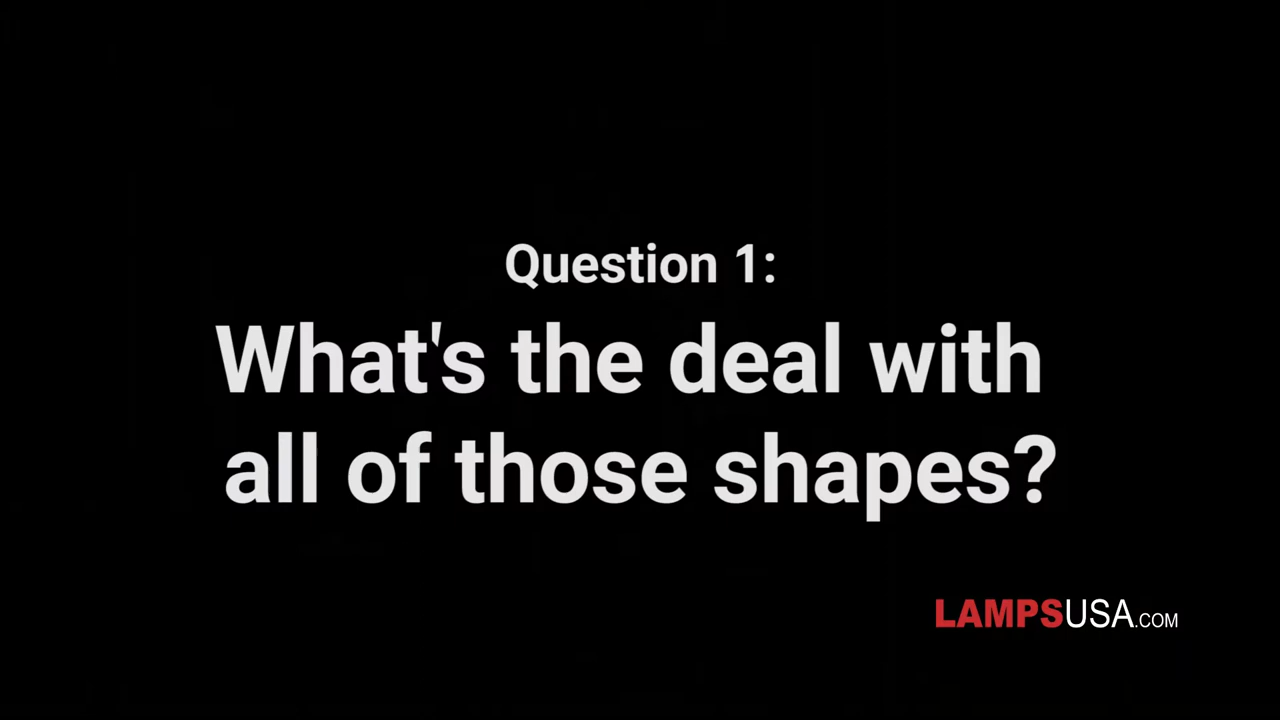 Question 1:
What's the deal with
all of those shapes?
LAMPSUSA.COM